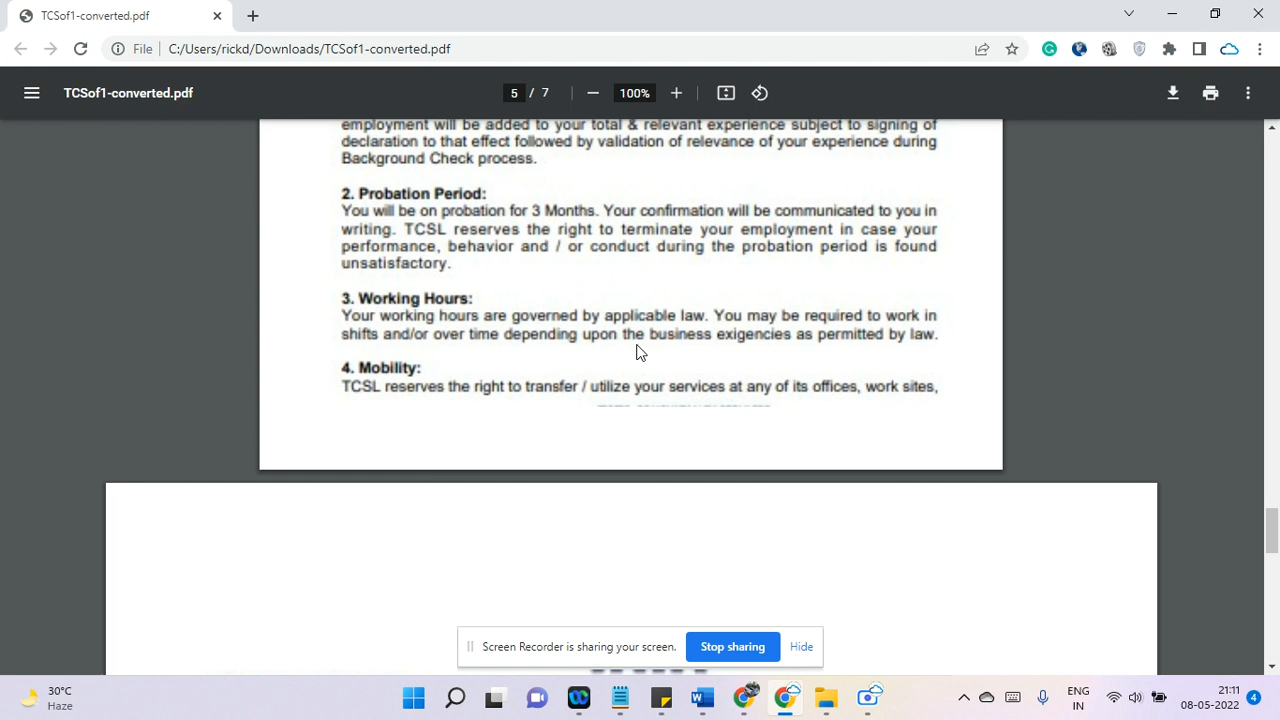 TCSof1-converted.pdf
File
C:/Users/rickd/Downloads/TCSof1-converted.pdf
TCSof1-converted.pdf
5 / 7
100%
employment will be added to your total & relevant experience subject to signing of
declaration to that effect followed by validation of relevance of your experience during
Background Check process.
2. Probation Period:
You will be on probation for 3 Months. Your confirmation will be communicated to you in
writing. TCSL reserves the right to terminate your employment in case your
performance, behavior and / or conduct during the probation period is found
unsatisfactory.
3. Working Hours:
Your working hours are governed by applicable law. You may be required to work in
shifts and/or over time depending upon the business exigencies as permitted by law.
4. Mobility:
TCSL reserves the right to transfer / utilize your services at any of its offices, work sites,
Screen Recorder is sharing your screen.
Stop sharing
Hide
30°C
Haze
ENG
IN
21:11
08-05-2022
4